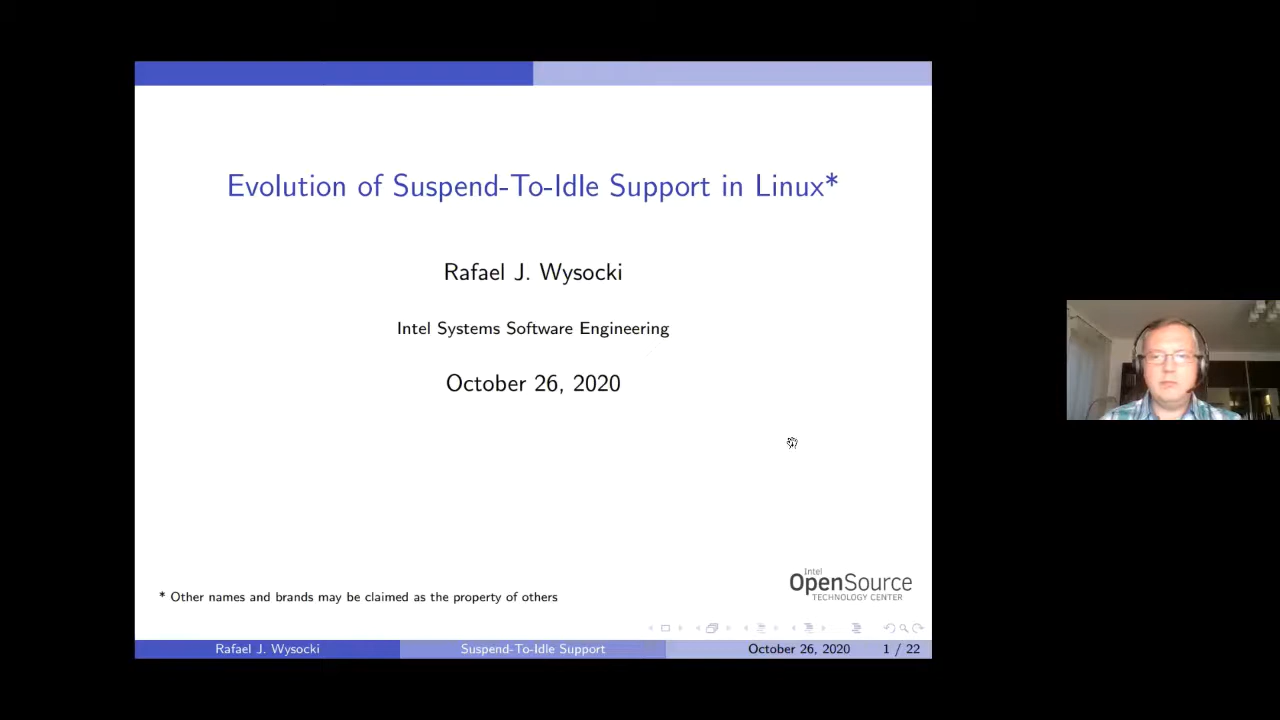 Evolution of Suspend-To-Idle Support in Linux*
Rafael J. Wysocki
Intel Systems Software Engineering
October 26, 2020
Intel
OpenSource
TECHNOLOGY CENTER
* Other names and brands may be claimed as the property of others
Rafael J. Wysocki Suspend-To-Idle Support October 26, 2020 1 / 22